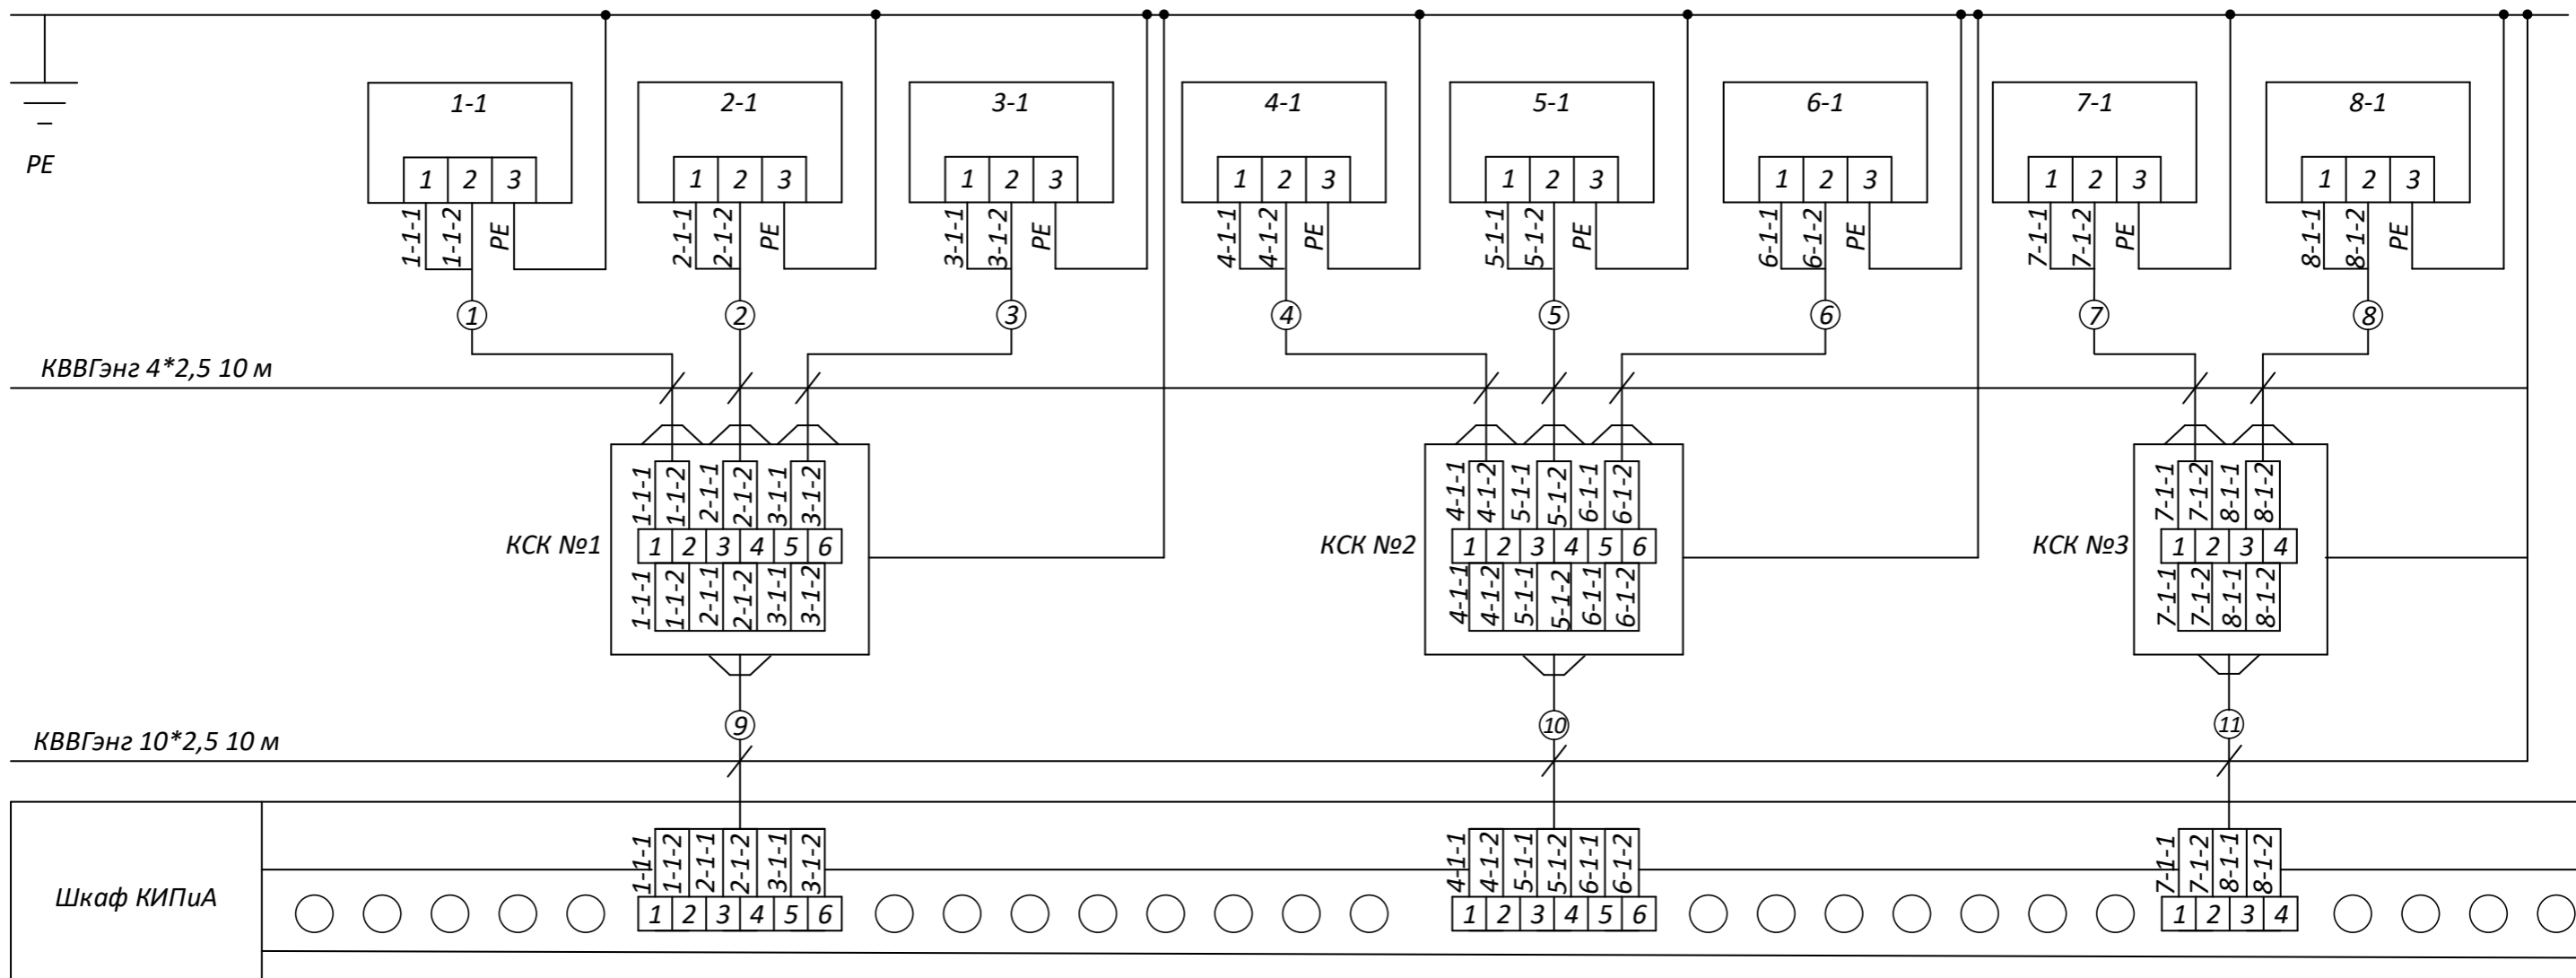 1-1 2-1 3-1 4-1 5-1 6-1 7-1 8-1
PE
1 2 3 1 2 3 1 2 3 1 2 3 1 2 3 1 2 3 1 2 3 1 2 3
1-1-1 1-1-2 PE 2-1-1 2-1-2 PE 3-1-1 3-1-2 PE 4-1-1 4-1-2 PE 5-1-1 5-1-2 PE 6-1-1 6-1-2 PE 7-1-1 7-1-2 PE 8-1-1 8-1-2 PE
1 2 3 4 5 6 7 8
КВВГэнг 4*2,5 10 м
1-1-1 1-1-2 2-1-1 2-1-2 3-1-1 3-1-2 4-1-1 4-1-2 5-1-1 5-1-2 6-1-1 6-1-2 7-1-1 7-1-2 8-1-1 8-1-2
КСК №1 1 2 3 4 5 6 КСК №2 1 2 3 4 5 6 КСК №3 1 2 3 4
1-1-1 1-1-2 2-1-1 2-1-2 3-1-1 3-1-2 4-1-1 4-1-2 5-1-1 5-1-2 6-1-1 6-1-2 7-1-1 7-1-2 8-1-1 8-1-2
9 10 11
КВВГэнг 10*2,5 10 м
1-1-1 1-1-2 2-1-1 2-1-2 3-1-1 3-1-2 4-1-1 4-1-2 5-1-1 5-1-2 6-1-1 6-1-2 7-1-1 7-1-2 8-1-1 8-1-2
Шкаф КИПиА
1 2 3 4 5 6 1 2 3 4 5 6 1 2 3 4